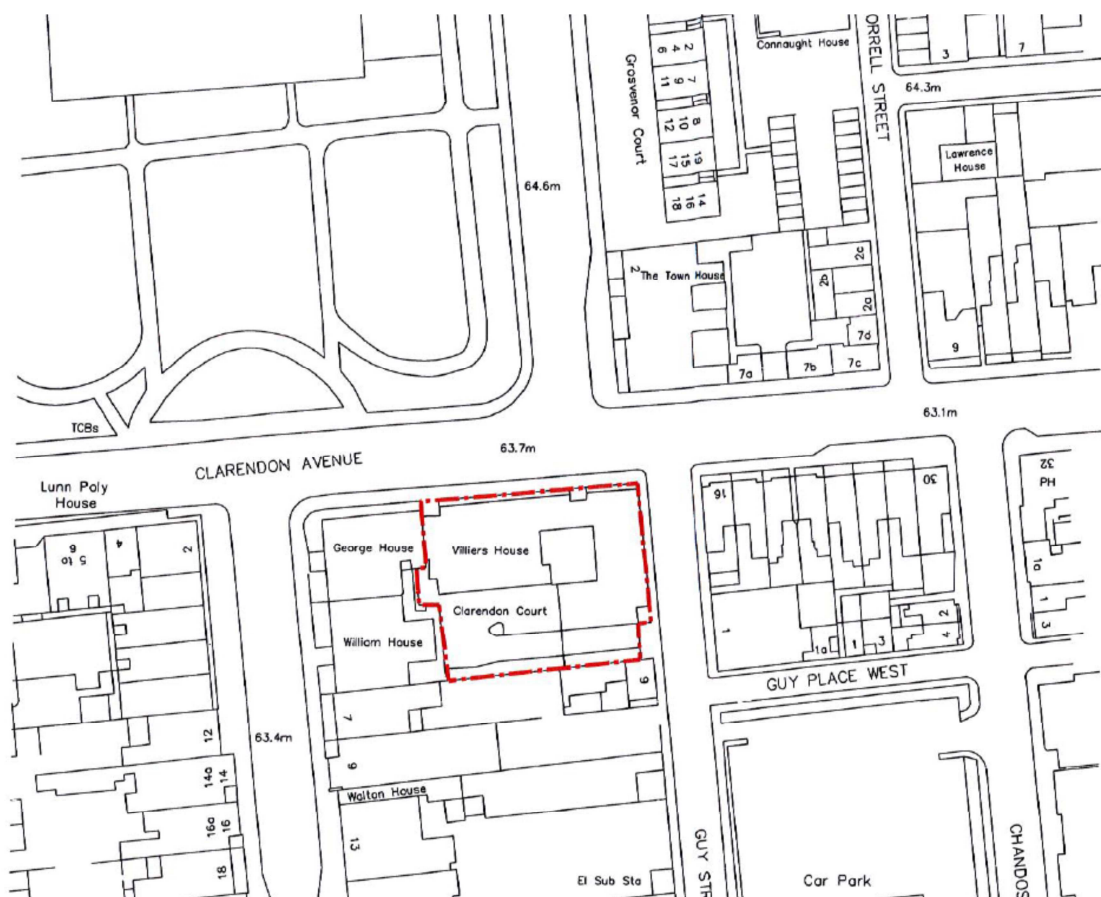 Connaught House
2
4
6
7
9
11
8
10
12
19
15
17
14
16
18
Grosvenor Court
ORRELL STREET
3
7
64.3m
Lawrence
House
64.6m
2
The Town House
2c
2b
2a
7d
7a
7b
7c
9
TCBs
63.7m
63.1m
CLARENDON AVENUE
Lunn Poly
House
5 to
6
4
2
George House
Villiers House
Clarendon Court
William House
16
30
32
PH
1a
1
3
1
1a
1
3
2
4
GUY PLACE WEST
7
6
12
63.4m
9
14a
14
Walton House
16a
16
13
18
El Sub Sta
GUY STR
Car Park
CHANDOS